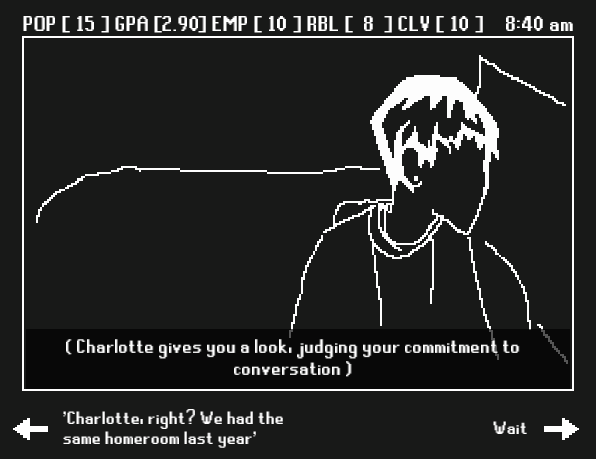 POP [ 15 ] GPA [2.90] EMP [ 10 ] RBL [ 8 ] CLV [ 10 ] 8:40 am
( Charlotte gives you a look, judging your commitment to
conversation )
'Charlotte, right? We had the
same homeroom last year'
Wait